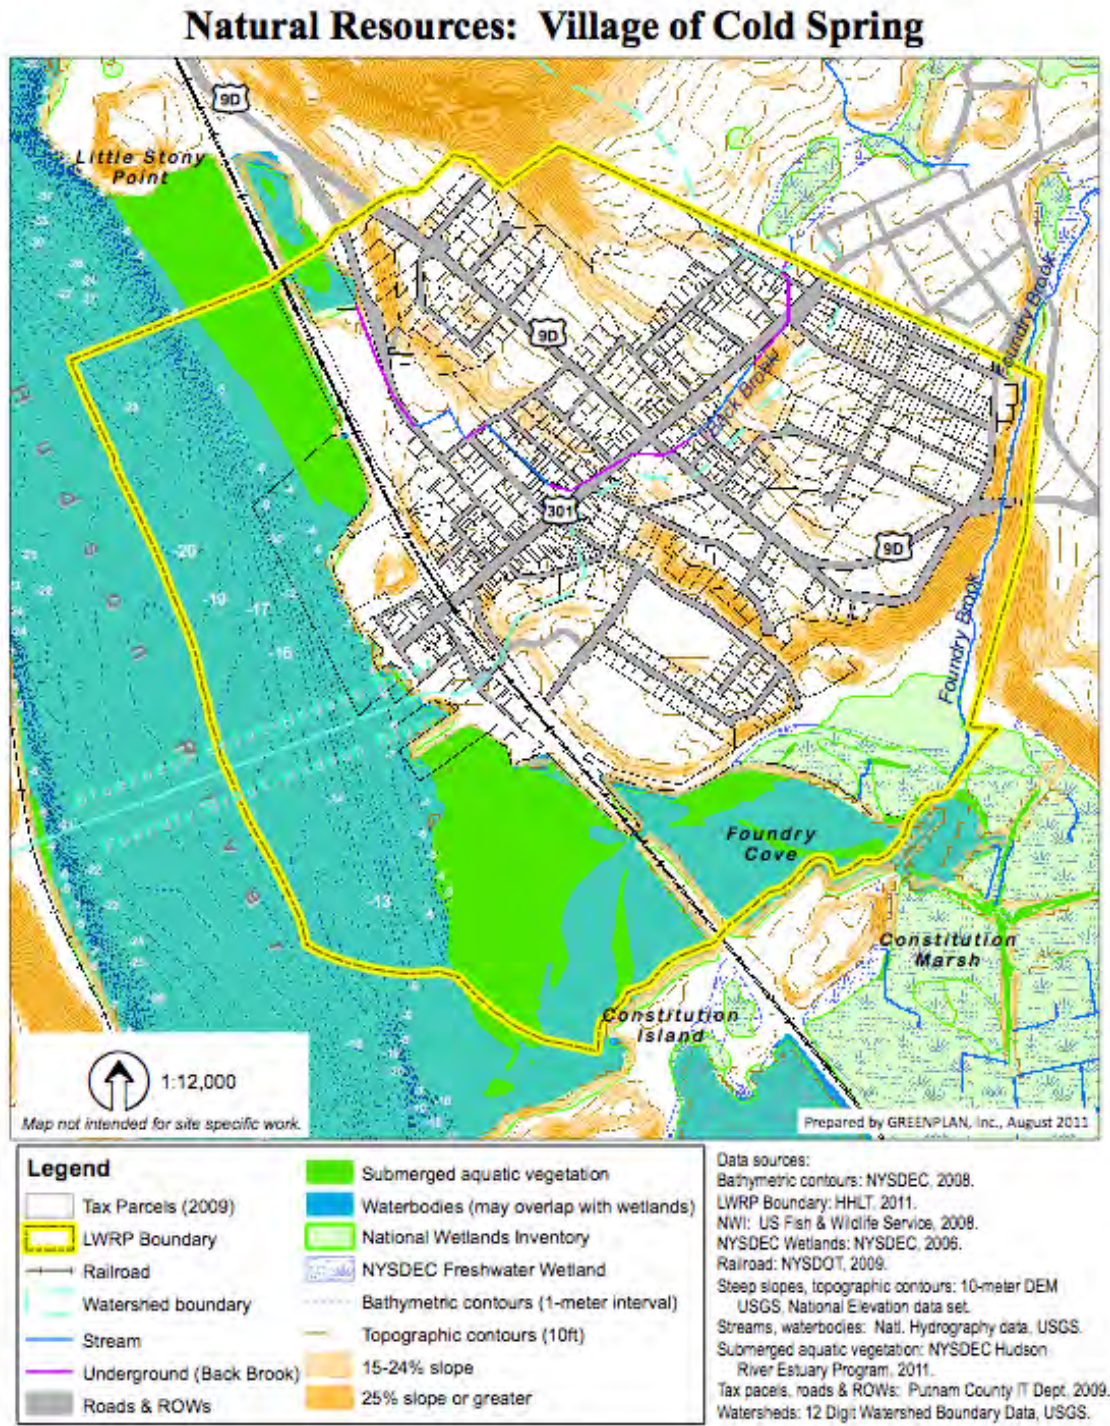 Natural Resources: Village of Cold Spring
9D
Little Stony
Point
9D
Foundry Brook
Back Brook
301
9D
-20
-19
-17
-16
Foundry Brook
Foundry
Cove
-13
Constitution
Marsh
Constitution
Island
1:12,000
Map not intended for site specific work.
Prepared by GREENPLAN, Inc., August 2011
Legend
Tax Parcels (2009)
LWRP Boundary
Railroad
Watershed boundary
Stream
Underground (Back Brook)
Roads & ROWs
Submerged aquatic vegetation
Waterbodies (may overlap with wetlands)
National Wetlands Inventory
NYSDEC Freshwater Wetland
Bathymetric contours (1-meter interval)
Topographic contours (10ft)
15-24% slope
25% slope or greater
Data sources:
Bathymetric contours: NYSDEC, 2008.
LWRP Boundary: HHLT, 2011.
NWI: US Fish & Wildlife Service, 2008.
NYSDEC Wetlands: NYSDEC, 2006.
Railroad: NYSDOT, 2009.
Steep slopes, topographic contours: 10-meter DEM
USGS, National Elevation data set.
Streams, waterbodies: Natl. Hydrography data, USGS.
Submerged aquatic vegetation: NYSDEC Hudson
River Estuary Program, 2011.
Tax pacels, roads & ROWs: Putnam County IT Dept, 2009.
Watersheds: 12 Digit Watershed Boundary Data, USGS.